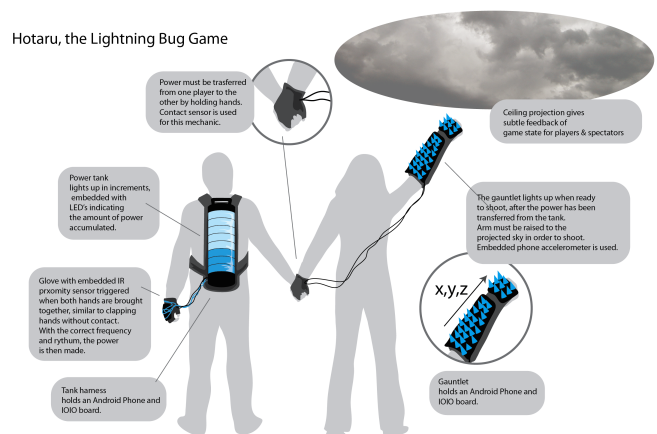 Hotaru, the Lightning Bug Game
Power must be trasferred
from one player to the
other by holding hands.
Contact sensor is used
for this mechanic.
Ceiling projection gives
subtle feedback of
game state for players & spectators
Power tank
lights up in increments,
embedded with
LED's indicating
the amount of power
accumulated.
The gauntlet lights up when ready
to shoot, after the power has been
transferred from the tank.
Arm must be raised to the
projected sky in order to shoot.
Embedded phone accelerometer is used.
Glove with embedded IR
prxomity sensor triggered
when both hands are brought
together, similar to clapping
hands without contact.
With the correct frequency
and rythum, the power
is then made.
x,y,z
Tank harness
holds an Android Phone and
IOIO board.
Gauntlet
holds an Android Phone and
IOIO board.